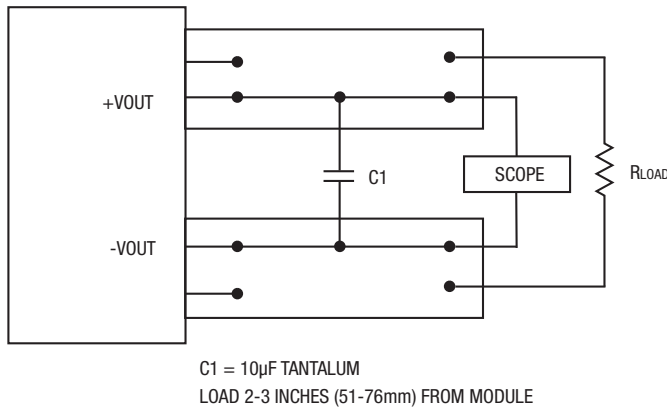 +VOUT
C1
SCOPE
RLOAD
-VOUT
C1 = 10µF TANTALUM
LOAD 2-3 INCHES (51-76mm) FROM MODULE